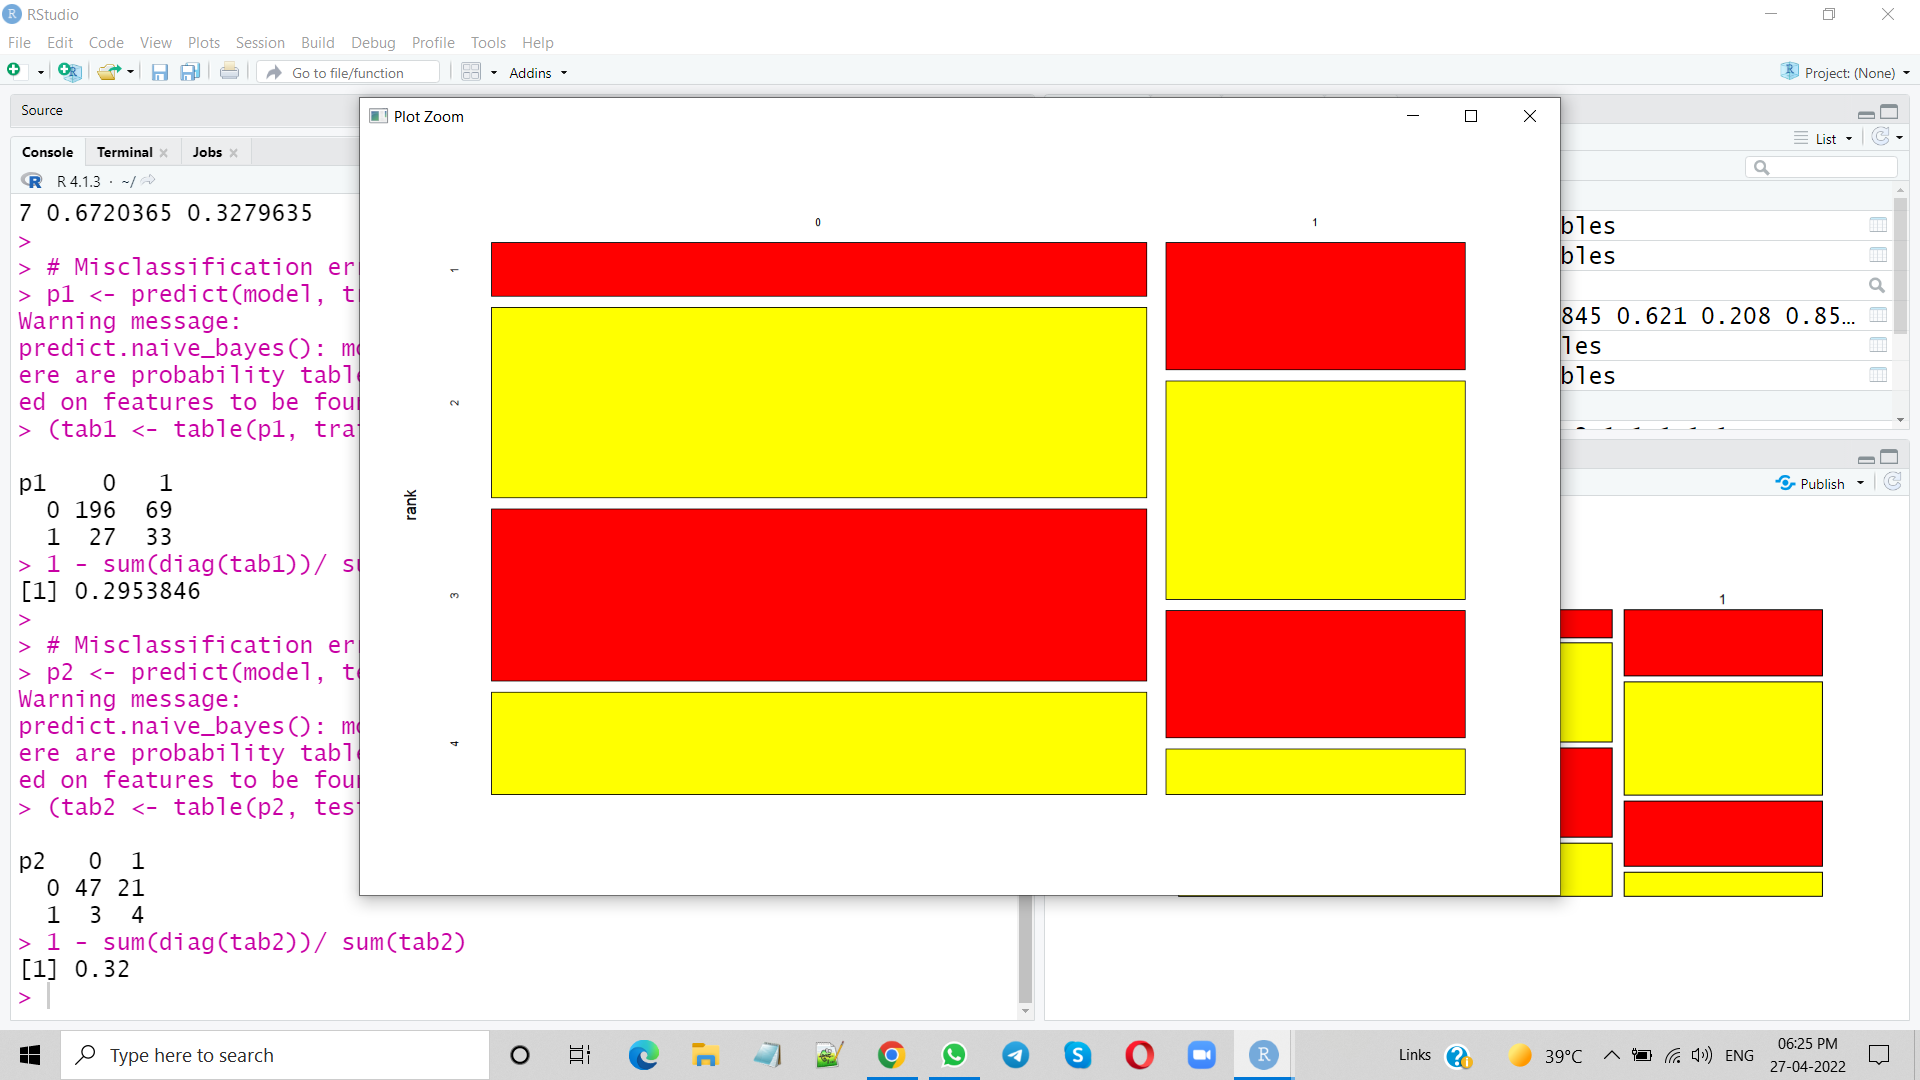 RStudio
File Edit Code View Plots Session Build Debug Profile Tools Help
Go to file/function Addins Project: (None)
Source
Console Terminal Jobs
R 4.1.3 · ~/
7 0.6720365 0.3279635
>
> # Misclassification er
> p1 <- predict(model, t
Warning message:
predict.naive_bayes(): m
ere are probability tabl
ed on features to be fou
> (tab1 <- table(p1, tra
p1 0 1
0 196 69
1 27 33
> 1 - sum(diag(tab1))/ s
[1] 0.2953846
>
> # Misclassification er
> p2 <- predict(model, te
Warning message:
predict.naive_bayes(): m
ere are probability tabl
ed on features to be fou
> (tab2 <- table(p2, tes
p2 0 1
0 47 21
1 3 4
> 1 - sum(diag(tab2))/ sum(tab2)
[1] 0.32
>
Plot Zoom
0 1
1
2
rank
3
4
List
bles
bles
845 0.621 0.208 0.85…
les
bles
Publish
1
Type here to search
Links
39°C
ENG
06:25 PM
27-04-2022